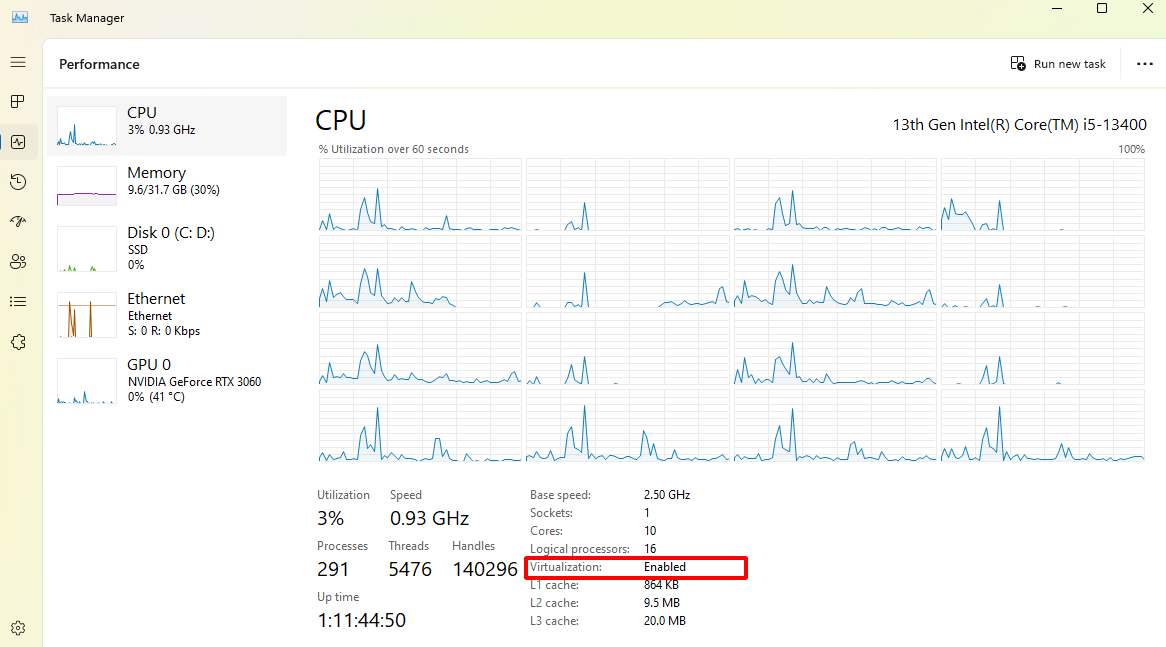 Task Manager
Performance
Run new task
CPU
3% 0.93 GHz
Memory
9.6/31.7 GB (30%)
Disk 0 (C: D:)
SSD
0%
Ethernet
Ethernet
S: 0 R: 0 Kbps
GPU 0
NVIDIA GeForce RTX 3060
0% (41 °C)
CPU
13th Gen Intel(R) Core(TM) i5-13400
% Utilization over 60 seconds
100%
Utilization Speed
3% 0.93 GHz
Processes Threads Handles
291 5476 140296
Up time
1:11:44:50
Base speed: 2.50 GHz
Sockets: 1
Cores: 10
Logical processors: 16
Virtualization: Enabled
L1 cache: 864 KB
L2 cache: 9.5 MB
L3 cache: 20.0 MB